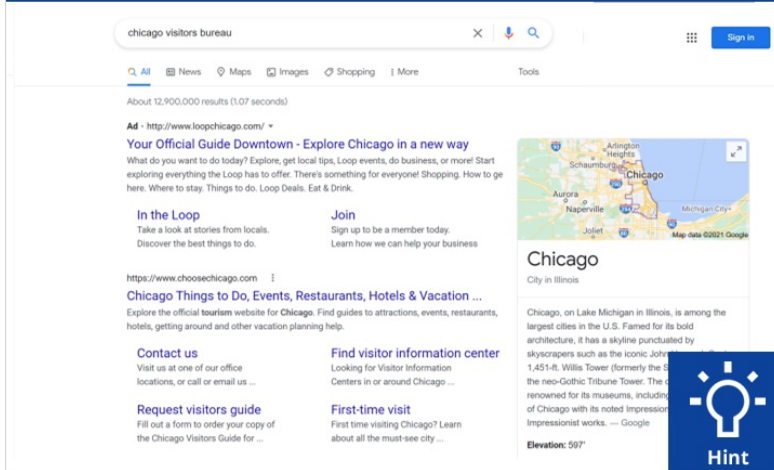 chicago visitors bureau
Sign in
All News Maps Images Shopping More Tools
About 12,900,000 results (1.07 seconds)
Ad - http://www.loopchicago.com/
Your Official Guide Downtown - Explore Chicago in a new way
What do you want to do today? Explore, get local tips, Loop events, do business, or more! Start
exploring everything the Loop has to offer. There's something for everyone! Shopping. How to go
here. Where to stay. Things to do. Loop Deals. Eat & Drink.
In the Loop
Take a look at stories from locals.
Discover the best things to do.
Join
Sign up to be a member today.
Learn how we can help your business
https://www.choosechicago.com
Chicago Things to Do, Events, Restaurants, Hotels & Vacation ...
Explore the official tourism website for Chicago. Find guides to attractions, events, restaurants,
hotels, getting around and other vacation planning help.
Contact us
Visit us at one of our office
locations, or call or email us ...
Find visitor information center
Looking for Visitor Information
Centers in or around Chicago ...
Request visitors guide
Fill out a form to order your copy of
the Chicago Visitors Guide for ...
First-time visit
First time visiting Chicago? Learn
about all the must-see city ...
Arlington
Heights
Schaumburg
Chicago
Aurora
Naperville
Michigan City
Joliet
Map data ©2021 Google
Chicago
City in Illinois
Chicago, on Lake Michigan in Illinois, is among the
largest cities in the U.S. Famed for its bold
architecture, it has a skyline punctuated by
skyscrapers such as the iconic John
1,451-ft. Willis Tower (formerly the
the neo-Gothic Tribune Tower. The
renowned for its museums, including
of Chicago with its noted Impression
Impressionist works. — Google
Elevation: 597'
Hint